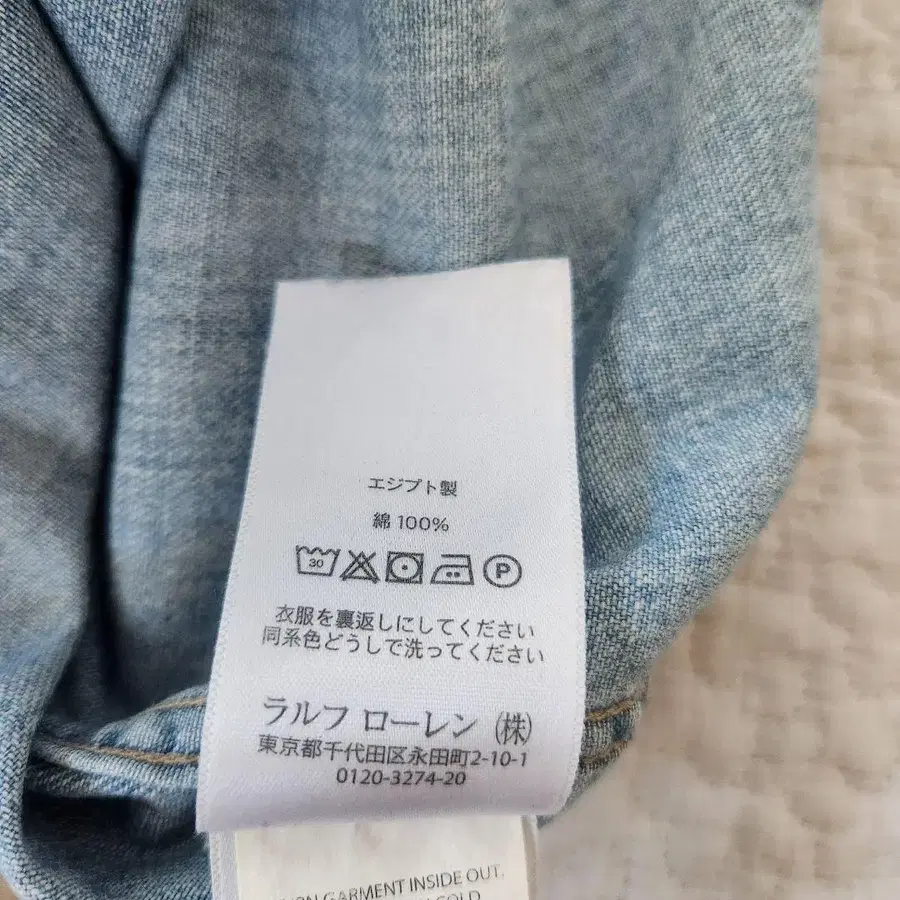 エジプト製
綿 100%
30 P
衣服を裏返しにしてください
同系色どうしで洗ってください
ラルフ ローレン (株)
東京都千代田区永田町2-10-1
0120-3274-20
GARMENT INSIDE OUT.
COLD